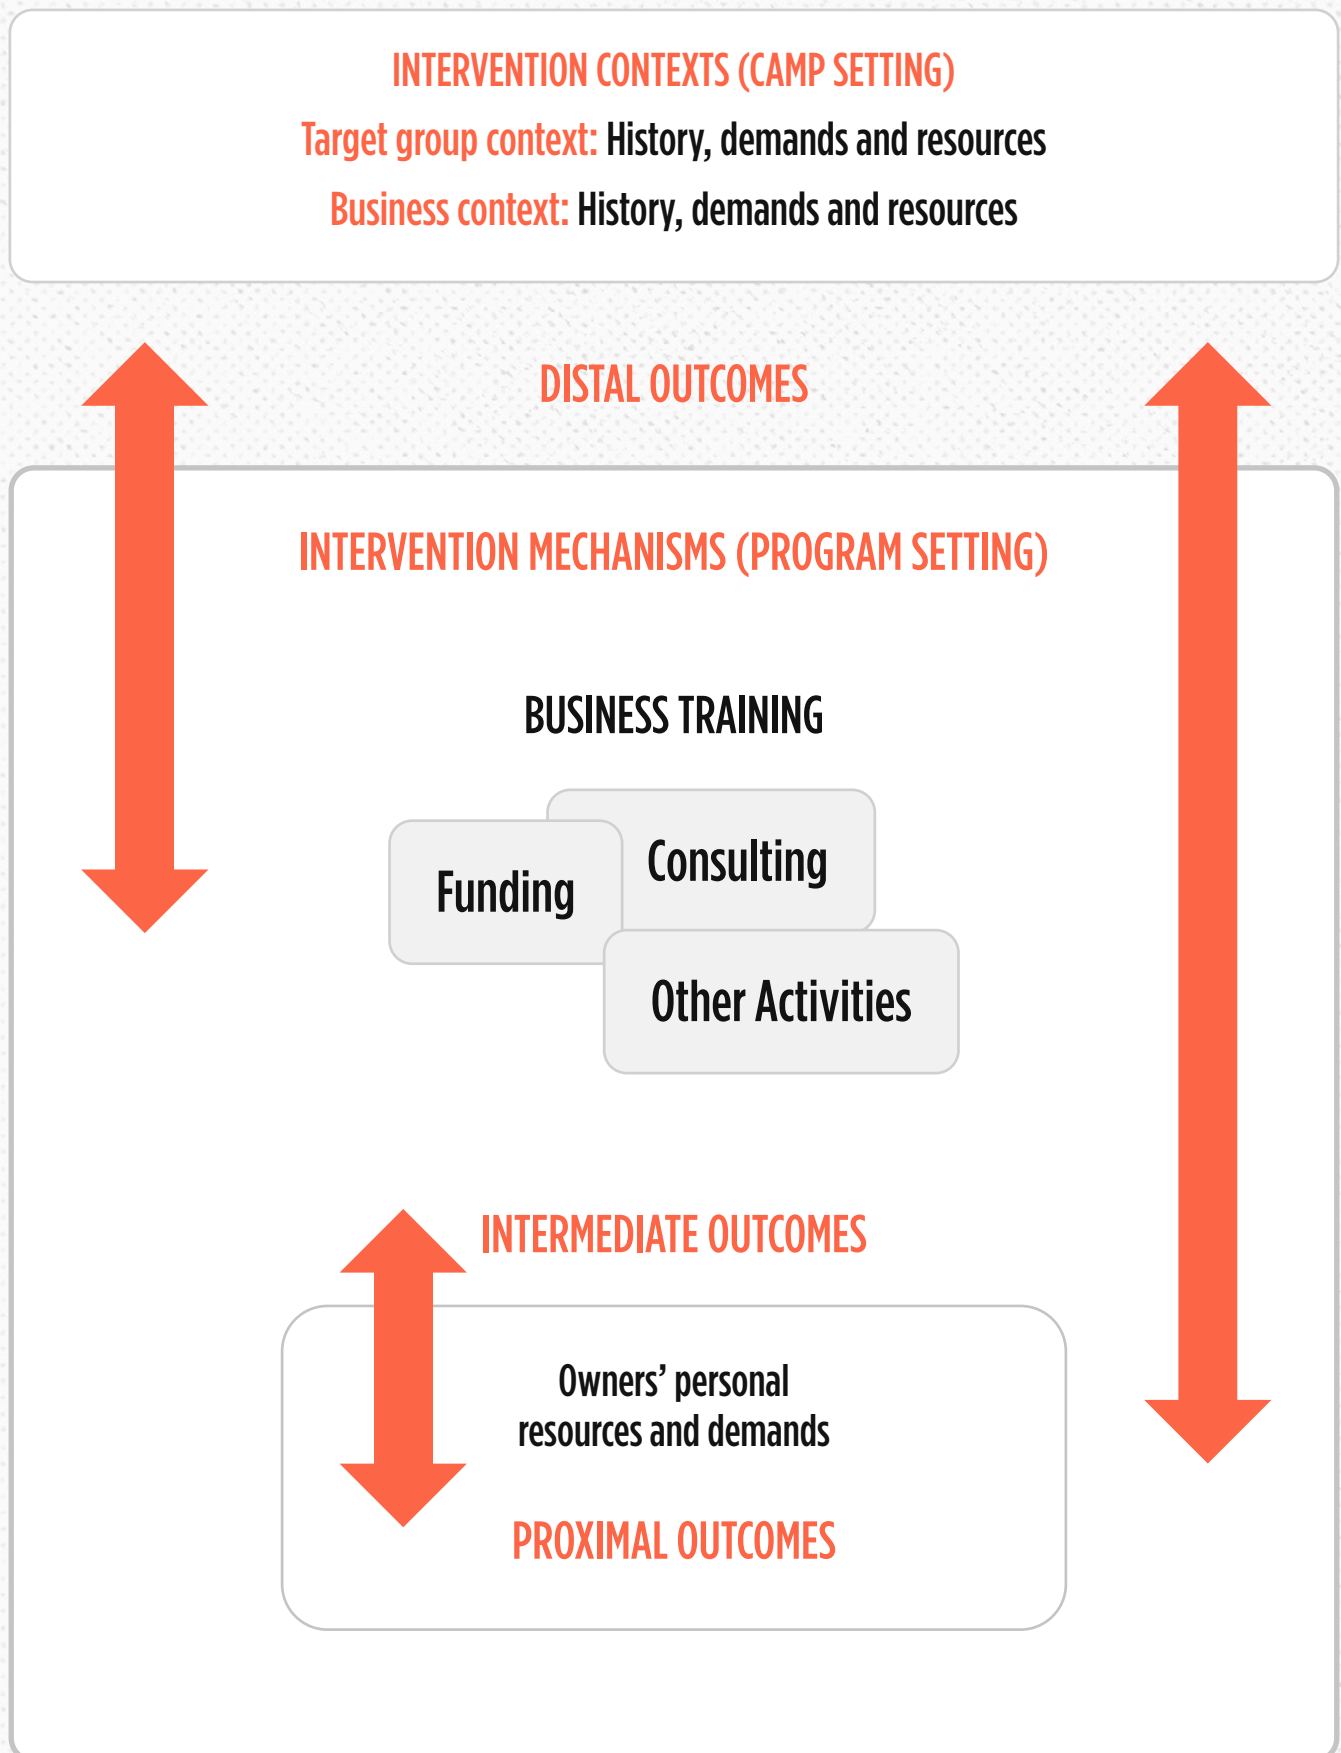 INTERVENTION CONTEXTS (CAMP SETTING)
Target group context: History, demands and resources
Business context: History, demands and resources
DISTAL OUTCOMES
INTERVENTION MECHANISMS (PROGRAM SETTING)
BUSINESS TRAINING
Consulting
Funding
Other Activities
INTERMEDIATE OUTCOMES
Owners’ personal
resources and demands
PROXIMAL OUTCOMES